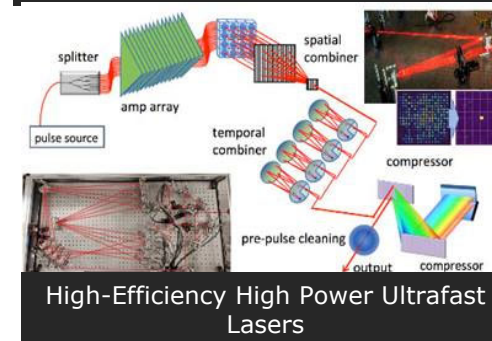 splitter
amp array
pulse source
spatial
combiner
temporal
combiner
compressor
pre-pulse cleaning
output
compressor
High-Efficiency High Power Ultrafast
Lasers